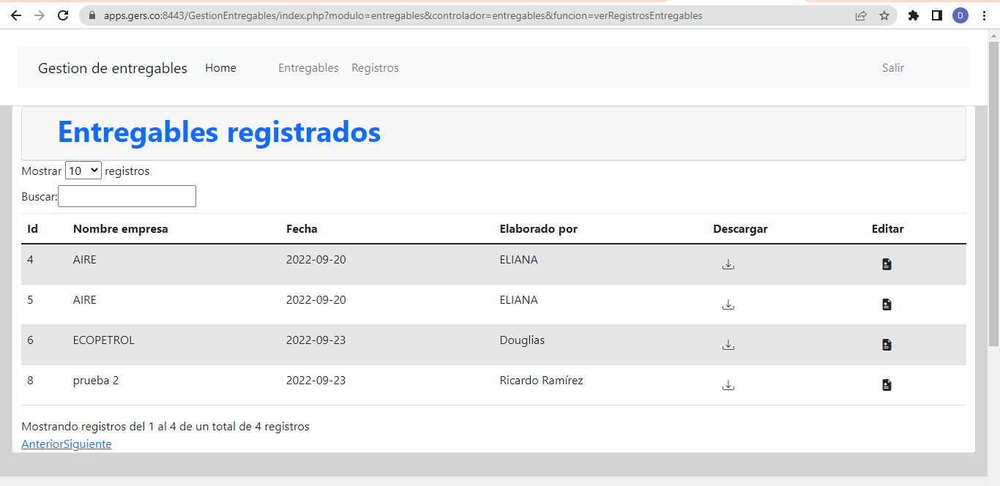 apps.gers.co:8443/GestionEntregables/index.php?modulo=entregables&controlador=entregables&funcion=verRegistrosEntregables
D
Gestion de entregables Home Entregables Registros Salir
Entregables registrados
Mostrar 10 registros
Buscar:
Id Nombre empresa Fecha Elaborado por Descargar Editar
4 AIRE 2022-09-20 ELIANA
5 AIRE 2022-09-20 ELIANA
6 ECOPETROL 2022-09-23 Douglias
8 prueba 2 2022-09-23 Ricardo Ramírez
Mostrando registros del 1 al 4 de un total de 4 registros
AnteriorSiguiente